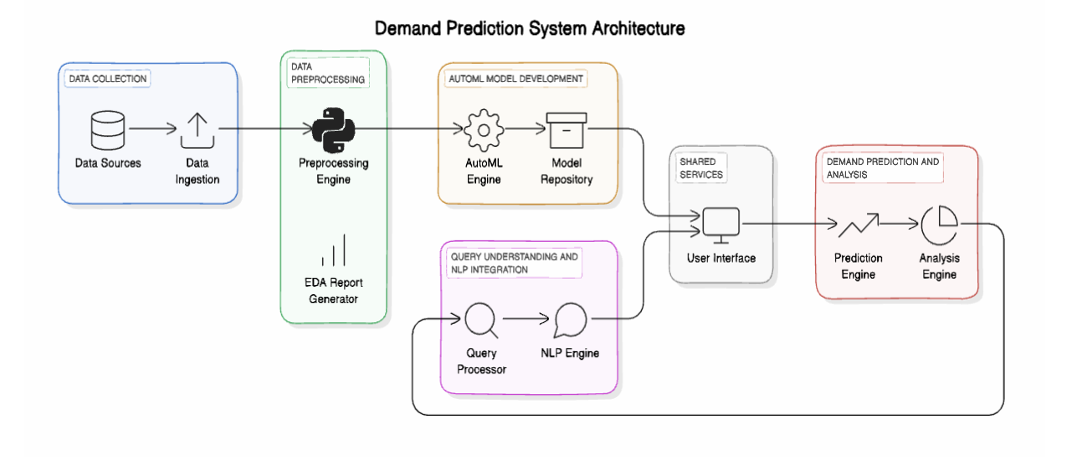 Demand Prediction System Architecture
DATA COLLECTION
Data Sources
Data
Ingestion
DATA
PREPROCESSING
Preprocessing
Engine
EDA Report
Generator
AUTOML MODEL DEVELOPMENT
AutoML
Engine
Model
Repository
QUERY UNDERSTANDING AND
NLP INTEGRATION
Query
Processor
NLP Engine
SHARED
SERVICES
User Interface
DEMAND PREDICTION AND
ANALYSIS
Prediction
Engine
Analysis
Engine